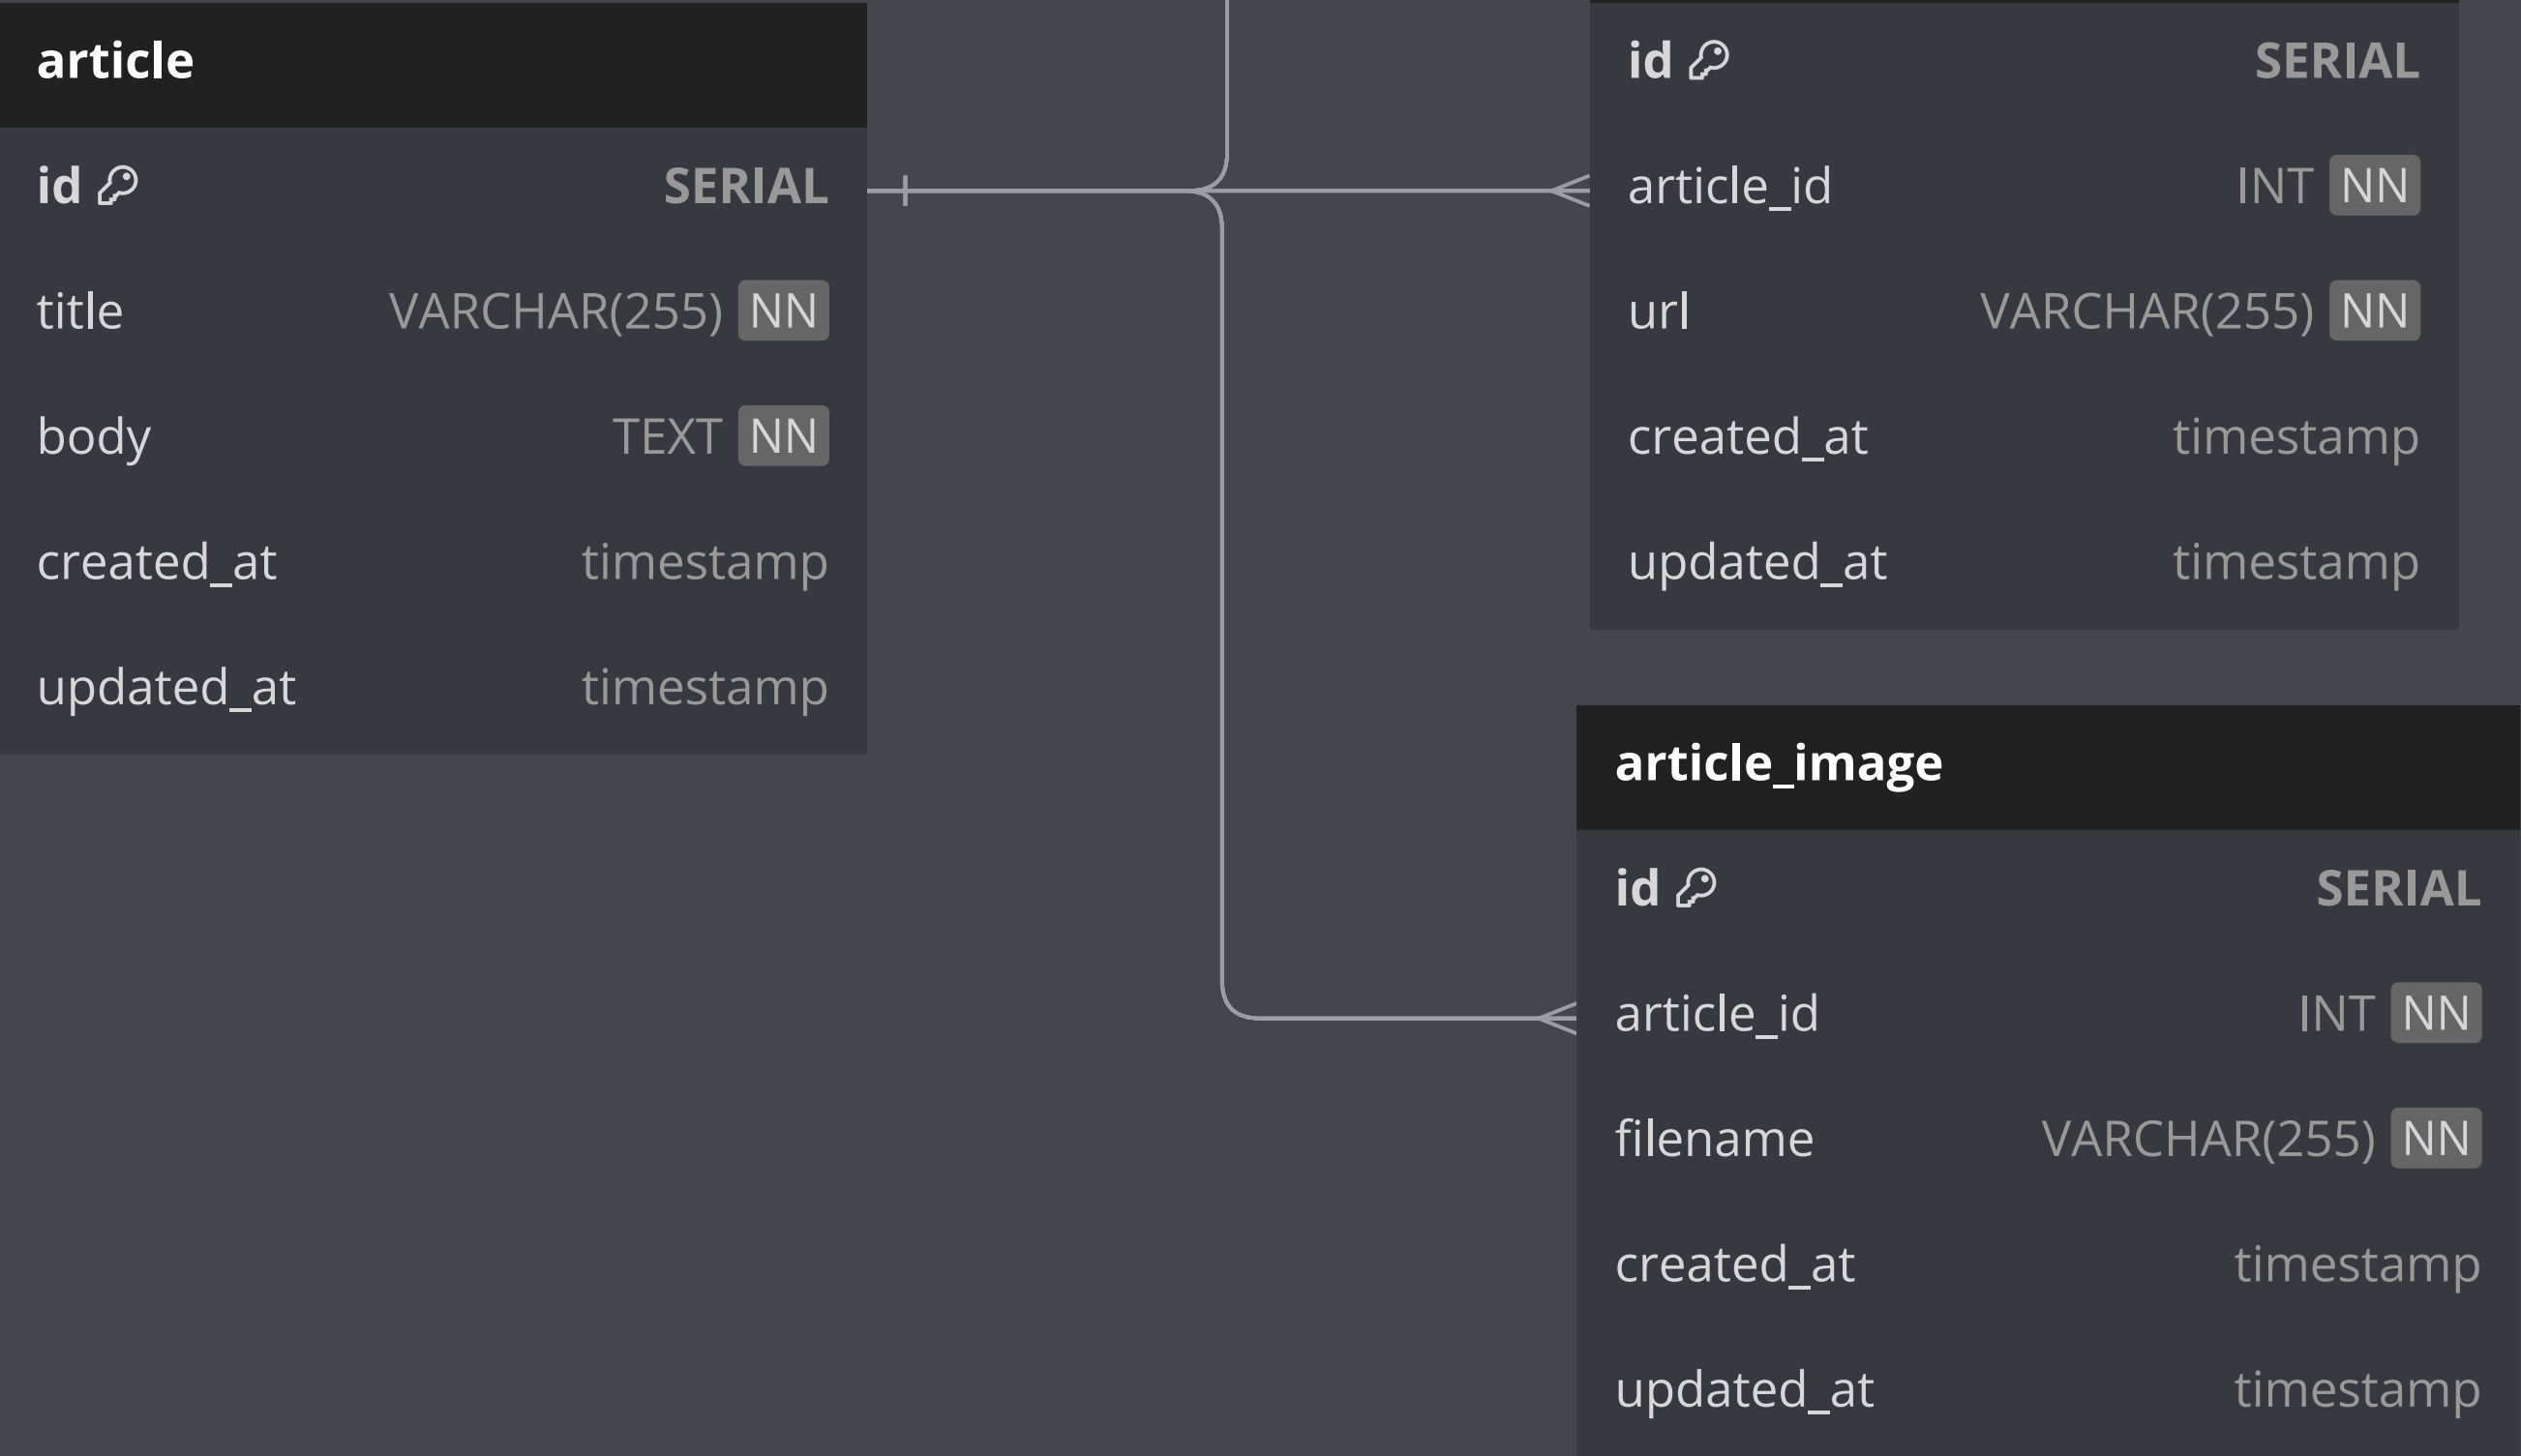 article
id SERIAL
title VARCHAR(255) NN
body TEXT NN
created_at timestamp
updated_at timestamp
id SERIAL
article_id INT NN
url VARCHAR(255) NN
created_at timestamp
updated_at timestamp
article_image
id SERIAL
article_id INT NN
filename VARCHAR(255) NN
created_at timestamp
updated_at timestamp